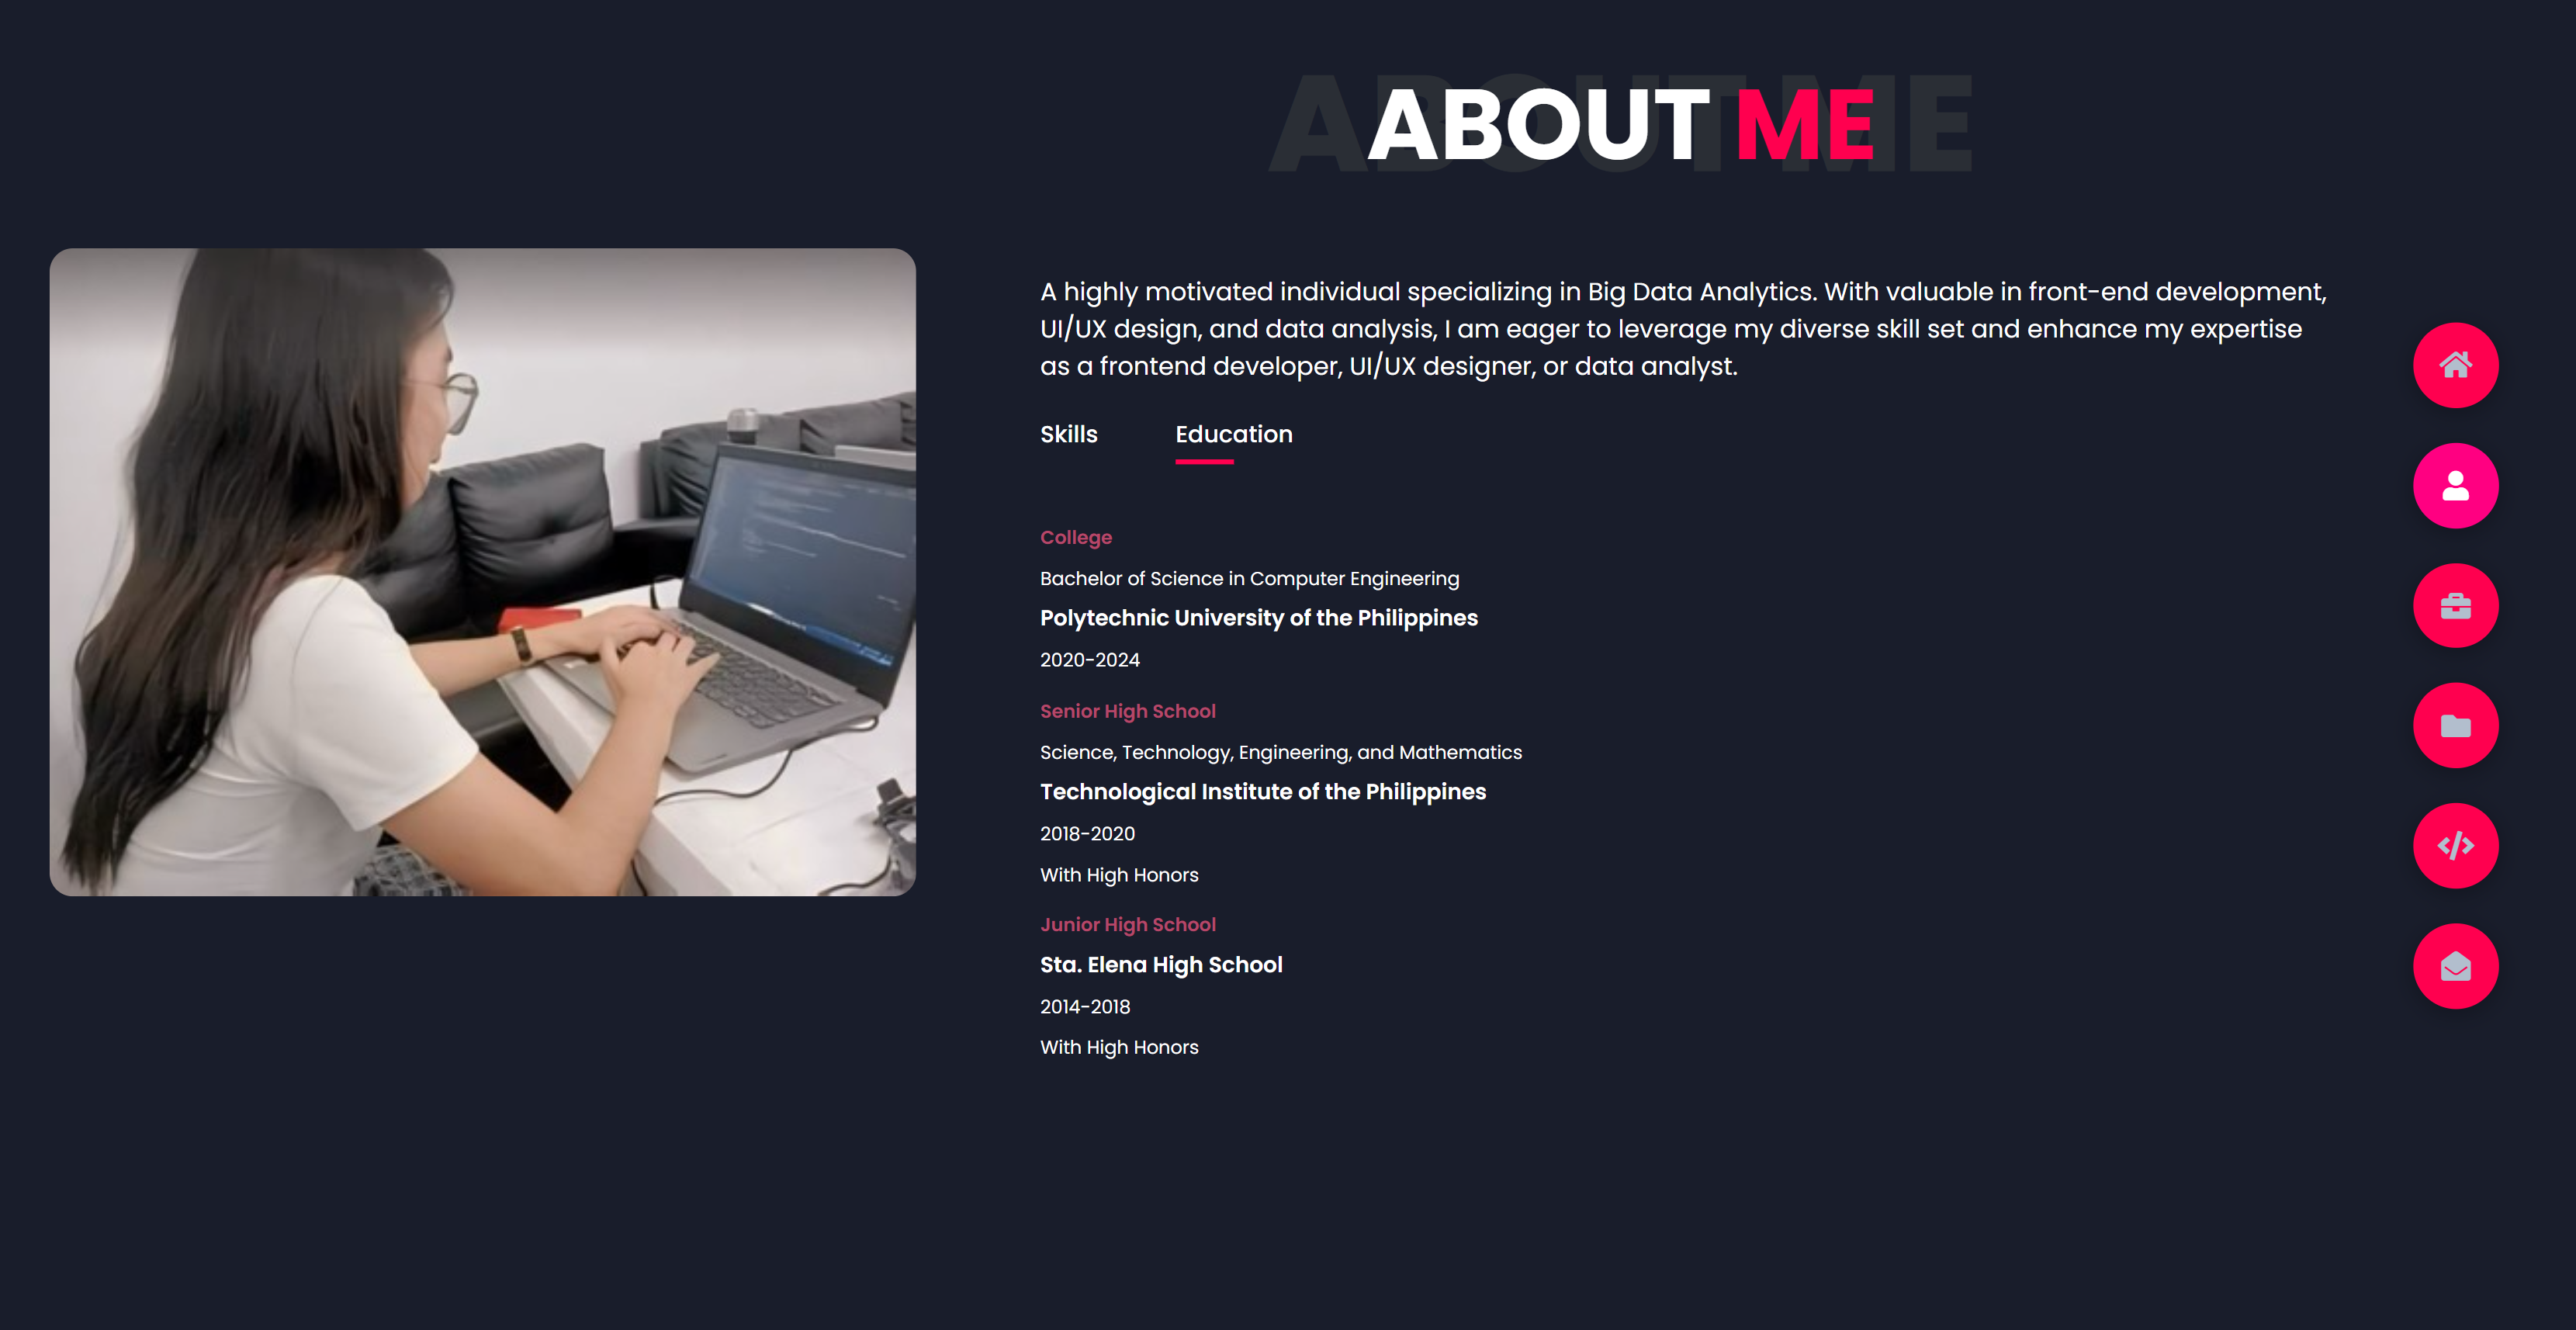 ABOUT ME
ABOUT ME
A highly motivated individual specializing in Big Data Analytics. With valuable in front-end development,
UI/UX design, and data analysis, I am eager to leverage my diverse skill set and enhance my expertise
as a frontend developer, UI/UX designer, or data analyst.
Skills Education
College
Bachelor of Science in Computer Engineering
Polytechnic University of the Philippines
2020-2024
Senior High School
Science, Technology, Engineering, and Mathematics
Technological Institute of the Philippines
2018-2020
With High Honors
Junior High School
Sta. Elena High School
2014-2018
With High Honors